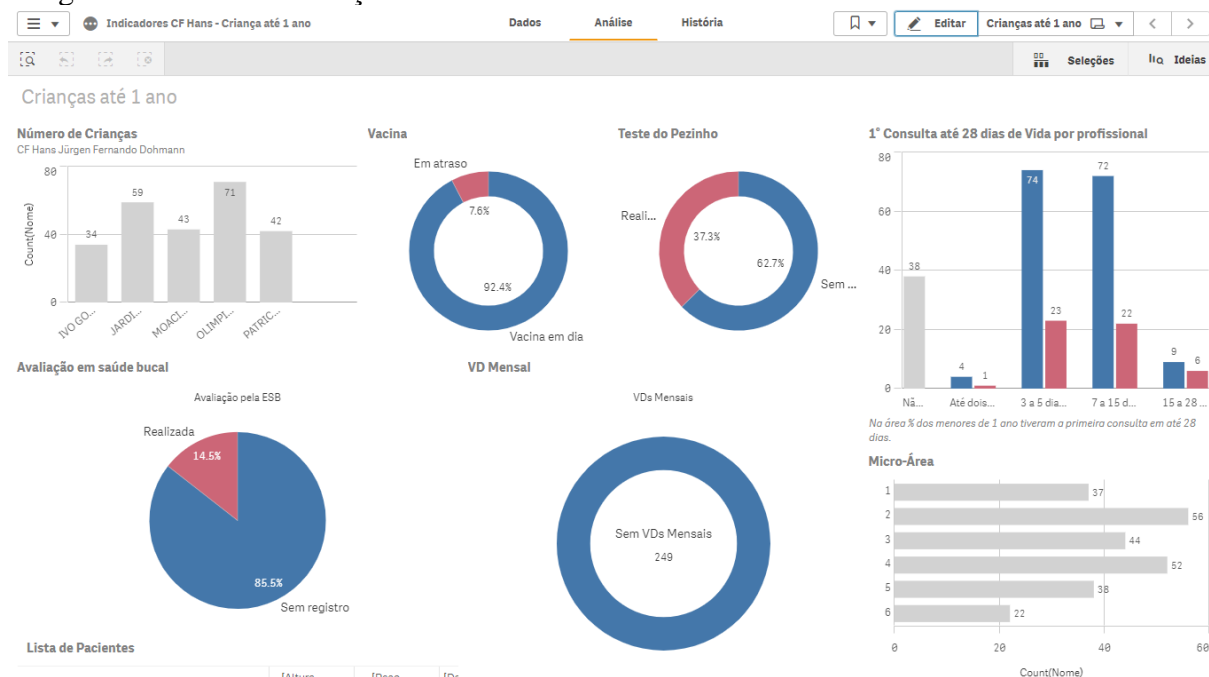 Indicadores CF Hans - Criança até 1 ano
Dados
Análise
História
Editar
Crianças até 1 ano
Seleções
Ideias
Crianças até 1 ano
Número de Crianças
CF Hans Jürgen Fernando Dohmann
80
40
0
Count(Nome)
34
59
43
71
42
IVO GO...
JARDI...
MOACI...
OLIMPI...
PATRIC...
Vacina
Em atraso
7.6%
92.4%
Vacina em dia
Teste do Pezinho
Reali...
37.3%
62.7%
Sem ...
1° Consulta até 28 dias de Vida por profissional
80
60
40
20
0
38
4
1
74
23
72
22
9
6
Nã...
Até dois...
3 a 5 dia...
7 a 15 d...
15 a 28 ...
Na área % dos menores de 1 ano tiveram a primeira consulta em até 28
dias.
Avaliação em saúde bucal
Avaliação pela ESB
Realizada
14.5%
85.5%
Sem registro
VD Mensal
VDs Mensais
Sem VDs Mensais
249
Micro-Área
1
37
2
56
3
44
4
52
5
38
6
22
0
20
40
60
Count(Nome)
Lista de Pacientes